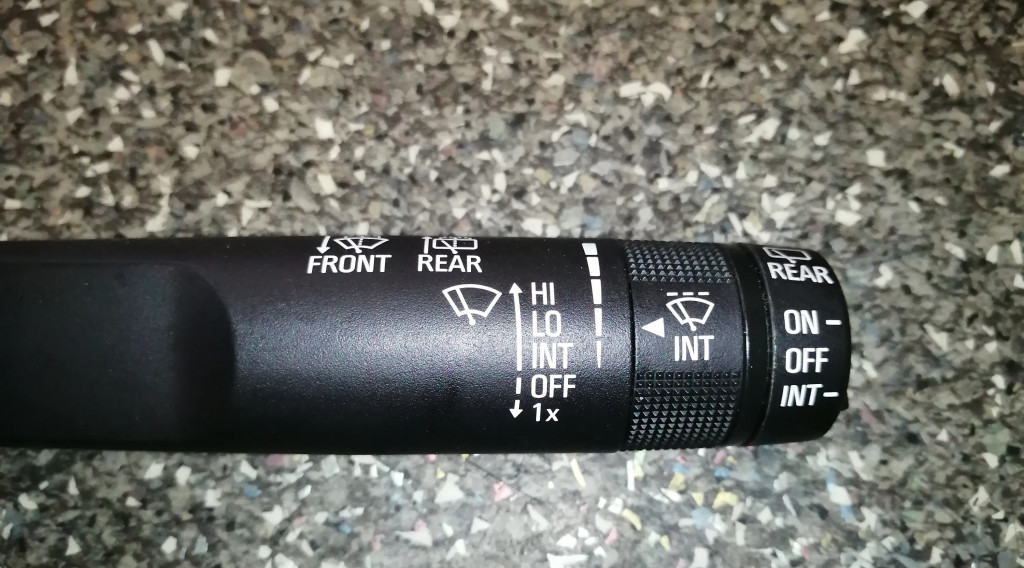 FRONT REAR
HI
LO
INT
OFF
1x
INT
REAR
ON
OFF
INT